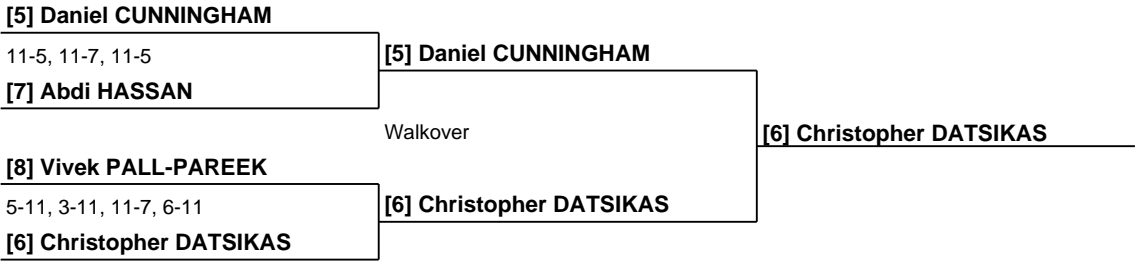 [5] Daniel CUNNINGHAM
11-5, 11-7, 11-5
[5] Daniel CUNNINGHAM
[7] Abdi HASSAN
Walkover
[6] Christopher DATSIKAS
[8] Vivek PALL-PAREEK
5-11, 3-11, 11-7, 6-11
[6] Christopher DATSIKAS
[6] Christopher DATSIKAS